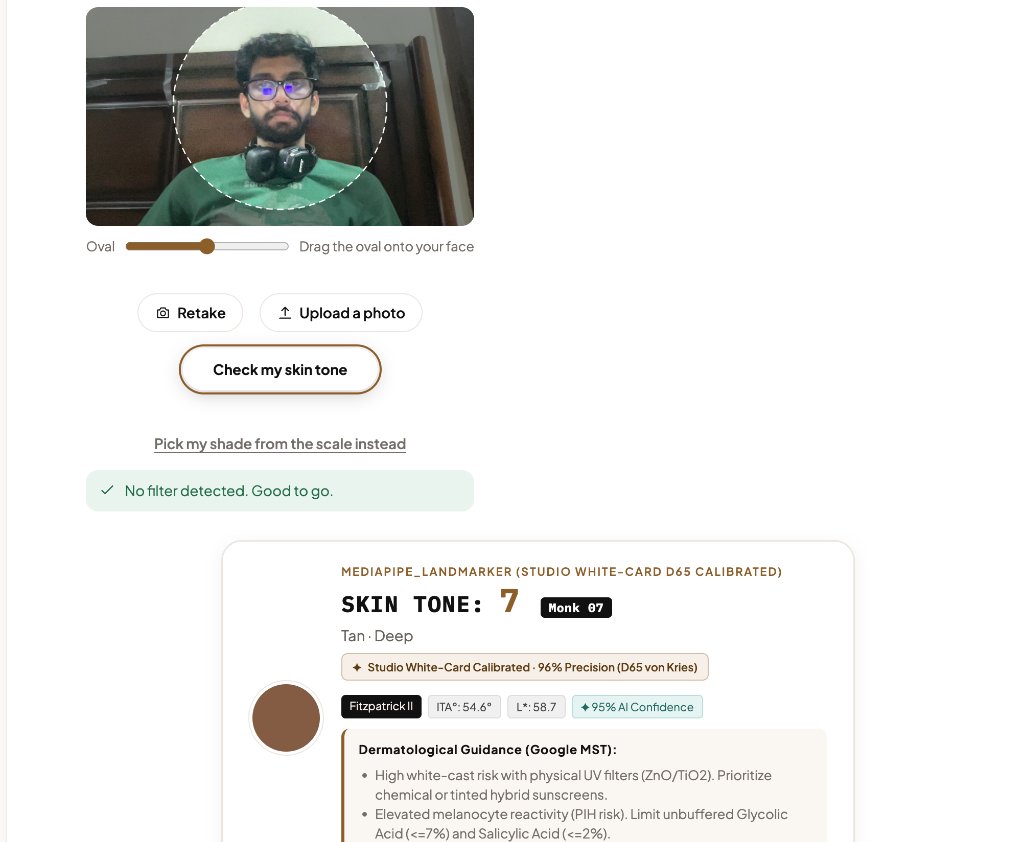 Oval
Drag the oval onto your face
Retake
Upload a photo
Check my skin tone
Pick my shade from the scale instead
No filter detected. Good to go.
MEDIAPIPE_LANDMARKER (STUDIO WHITE-CARD D65 CALIBRATED)
SKIN TONE: 7 Monk 07
Tan · Deep
✦ Studio White-Card Calibrated · 96% Precision (D65 von Kries)
Fitzpatrick II ITA°: 54.6° L*: 58.7 ✦ 95% AI Confidence
Dermatological Guidance (Google MST):
• High white-cast risk with physical UV filters (ZnO/TiO2). Prioritize
chemical or tinted hybrid sunscreens.
• Elevated melanocyte reactivity (PIH risk). Limit unbuffered Glycolic
Acid (<=7%) and Salicylic Acid (<=2%).